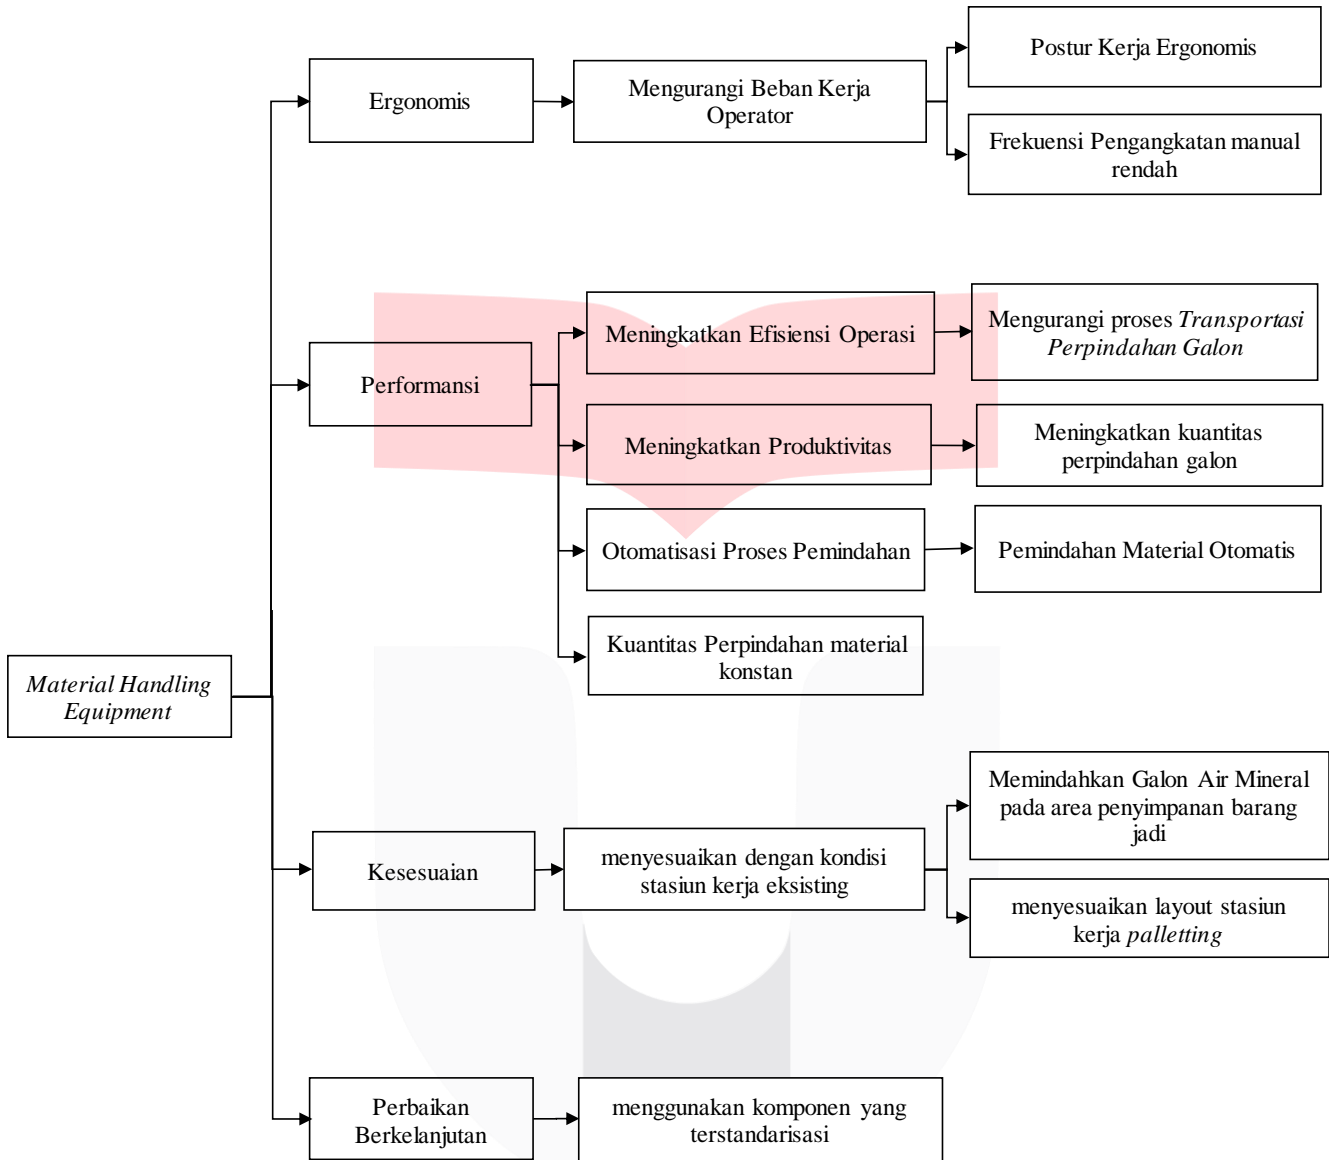 Postur Kerja Ergonomis
Ergonomis
Mengurangi Beban Kerja
Operator
Frekuensi Pengangkatan manual
rendah
Performansi
Meningkatkan Efisiensi Operasi
Mengurangi proses Transportasi
Perpindahan Galon
Meningkatkan Produktivitas
Meningkatkan kuantitas
perpindahan galon
Otomatisasi Proses Pemindahan
Pemindahan Material Otomatis
Kuantitas Perpindahan material
konstan
Material Handling
Equipment
Kesesuaian
menyesuaikan dengan kondisi
stasiun kerja eksisting
Memindahkan Galon Air Mineral
pada area penyimpanan barang
jadi
menyesuaikan layout stasiun
kerja palletting
Perbaikan
Berkelanjutan
menggunakan komponen yang
terstandarisasi